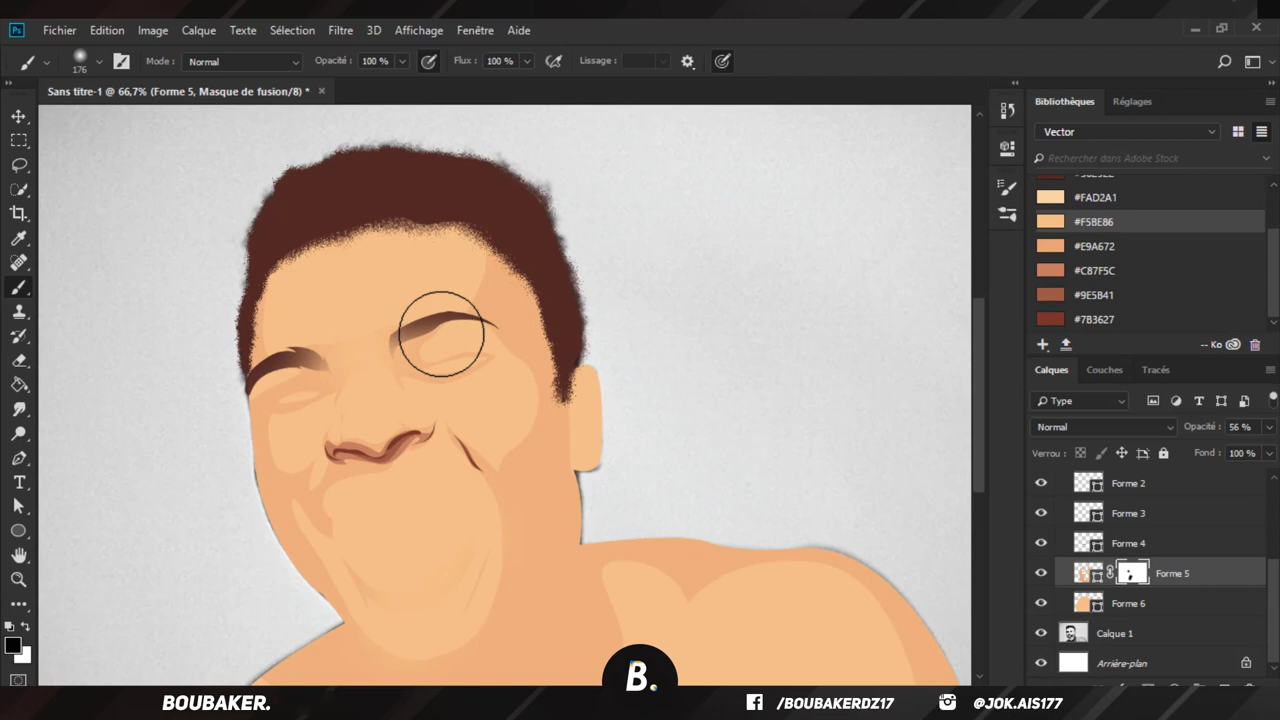 Ps Fichier Edition Image Calque Texte Sélection Filtre 3D Affichage Fenêtre Aide
176 Mode : Normal Opacité : 100 % Flux : 100 % Lissage :
Sans titre-1 @ 66,7% (Forme 5, Masque de fusion/8) *
Bibliothèques Réglages
Vector
Rechercher dans Adobe Stock
#FAD2A1
#F5BE86
#E9A672
#C87F5C
#9E5B41
#7B3627
-- Ko
Calques Couches Tracés
Type
Normal Opacité : 56 %
Verrou : Fond : 100 %
Forme 2
Forme 3
Forme 4
Forme 5
Forme 6
Calque 1
Arrière-plan
B.
BOUBAKER. /BOUBAKERDZ17 @JOK.AIS177